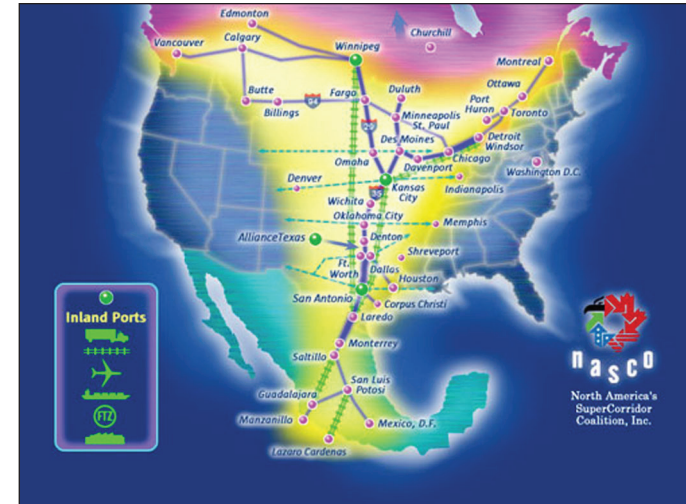 Edmonton
Churchill
Vancouver
Calgary
Winnipeg
Montreal
Butte
Billings
94
Fargo
Duluth
Ottawa
Port
Huron
Toronto
Minneapolis
St. Paul
29
Des Moines
Detroit
Windsor
Omaha
Davenport
Chicago
Washington D.C.
Denver
35
Kansas
City
Indianapolis
Wichita
Oklahoma City
Memphis
AllianceTexas
Denton
Shreveport
Ft.
Worth
Dallas
Houston
San Antonio
Corpus Christi
Laredo
Inland Ports
FTZ
Monterrey
Saltillo
San Luis
Potosi
Guadalajara
Manzanillo
Mexico, D.F.
Lazaro Cardenas
nasco
North America's
SuperCorridor
Coalition, Inc.